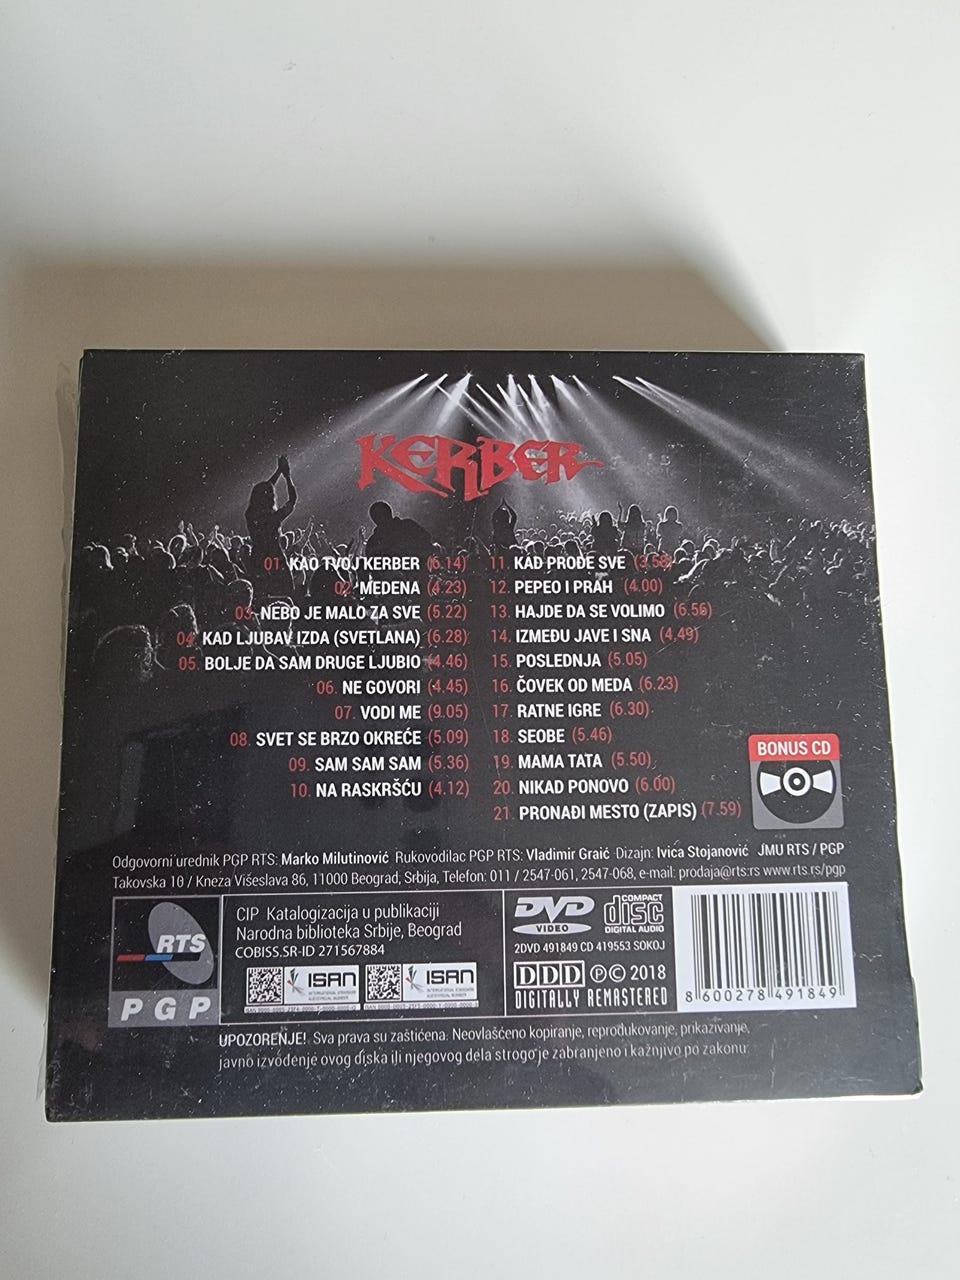 KERBER
01. KAO TVOJ KERBER (6.14)
02. MEDENA (4.23)
03. NEBO JE MALO ZA SVE (5.22)
04. KAD LJUBAV IZDA (SVETLANA) (6.28)
05. BOLJE DA SAM DRUGE LJUBIO (4.46)
06. NE GOVORI (4.45)
07. VODI ME (9.05)
08. SVET SE BRZO OKREĆE (5.09)
09. SAM SAM SAM (5.36)
10. NA RASKRŠĆU (4.12)
11. KAD PROĐE SVE (3.58)
12. PEPEO I PRAH (4.00)
13. HAJDE DA SE VOLIMO (6.56)
14. IZMEĐU JAVE I SNA (4.49)
15. POSLEDNJA (5.05)
16. ČOVEK OD MEDA (6.23)
17. RATNE IGRE (6.30)
18. SEOBE (5.46)
19. MAMA TATA (5.50)
20. NIKAD PONOVO (6.00)
21. PRONAĐI MESTO (ZAPIS) (7.59)
BONUS CD
Odgovorni urednik PGP RTS: Marko Milutinović Rukovodilac PGP RTS: Vladimir Graić Dizajn: Ivica Stojanović JMU RTS / PGP
Takovska 10 / Kneza Višeslava 86, 11000 Beograd, Srbija, Telefon: 011 / 2547-061, 2547-068, e-mail: prodaja@rts.rs www.rts.rs/pgp
RTS
PGP
CIP Katalogizacija u publikaciji
Narodna biblioteka Srbije, Beograd
COBISS.SR-ID 271567884
ISAN
ISAN
DVD VIDEO
COMPACT disc DIGITAL AUDIO
2DVD 491849 CD 419553 SOKOJ
DDD ℗© 2018
DIGITALLY REMASTERED
8 600278 491849
UPOZORENJE! Sva prava su zaštićena. Neovlašćeno kopiranje, reprodukovanje, prikazivanje,
javno izvođenje ovog diska ili njegovog dela strogo je zabranjeno i kažnjivo po zakonu.